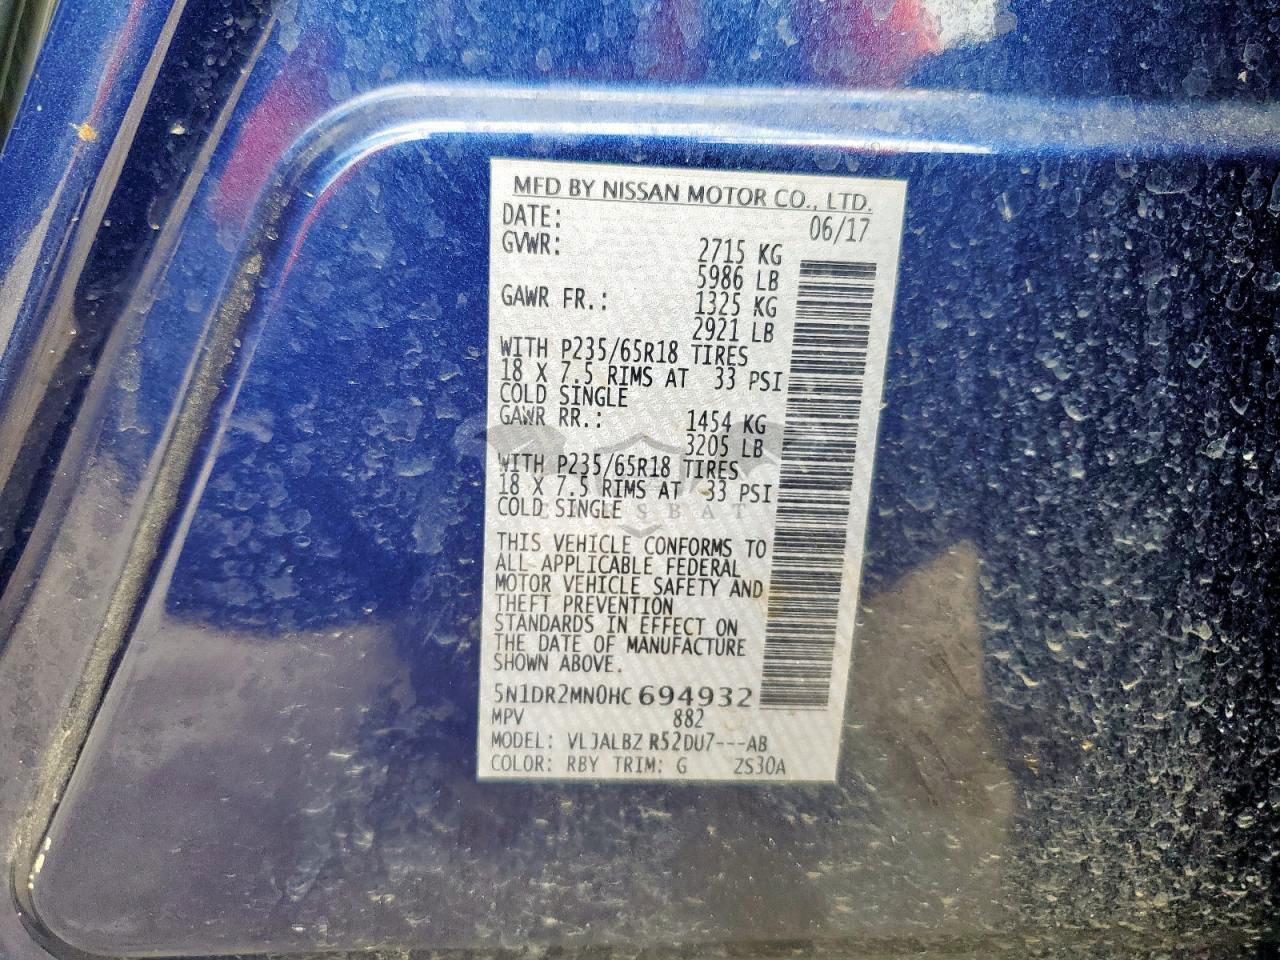 MFD BY NISSAN MOTOR CO., LTD.
DATE: 06/17
GVWR: 2715 KG
5986 LB
GAWR FR.: 1325 KG
2921 LB
WITH P235/65R18 TIRES
18 X 7.5 RIMS AT 33 PSI
COLD SINGLE
GAWR RR.: 1454 KG
3205 LB
WITH P235/65R18 TIRES
18 X 7.5 RIMS AT 33 PSI
COLD SINGLE
THIS VEHICLE CONFORMS TO
ALL APPLICABLE FEDERAL
MOTOR VEHICLE SAFETY AND
THEFT PREVENTION
STANDARDS IN EFFECT ON
THE DATE OF MANUFACTURE
SHOWN ABOVE.
5N1DR2MN0HC694932
MPV 882
MODEL: VLJALBZ R52DU7---AB
COLOR: RBY TRIM: G ZS30A